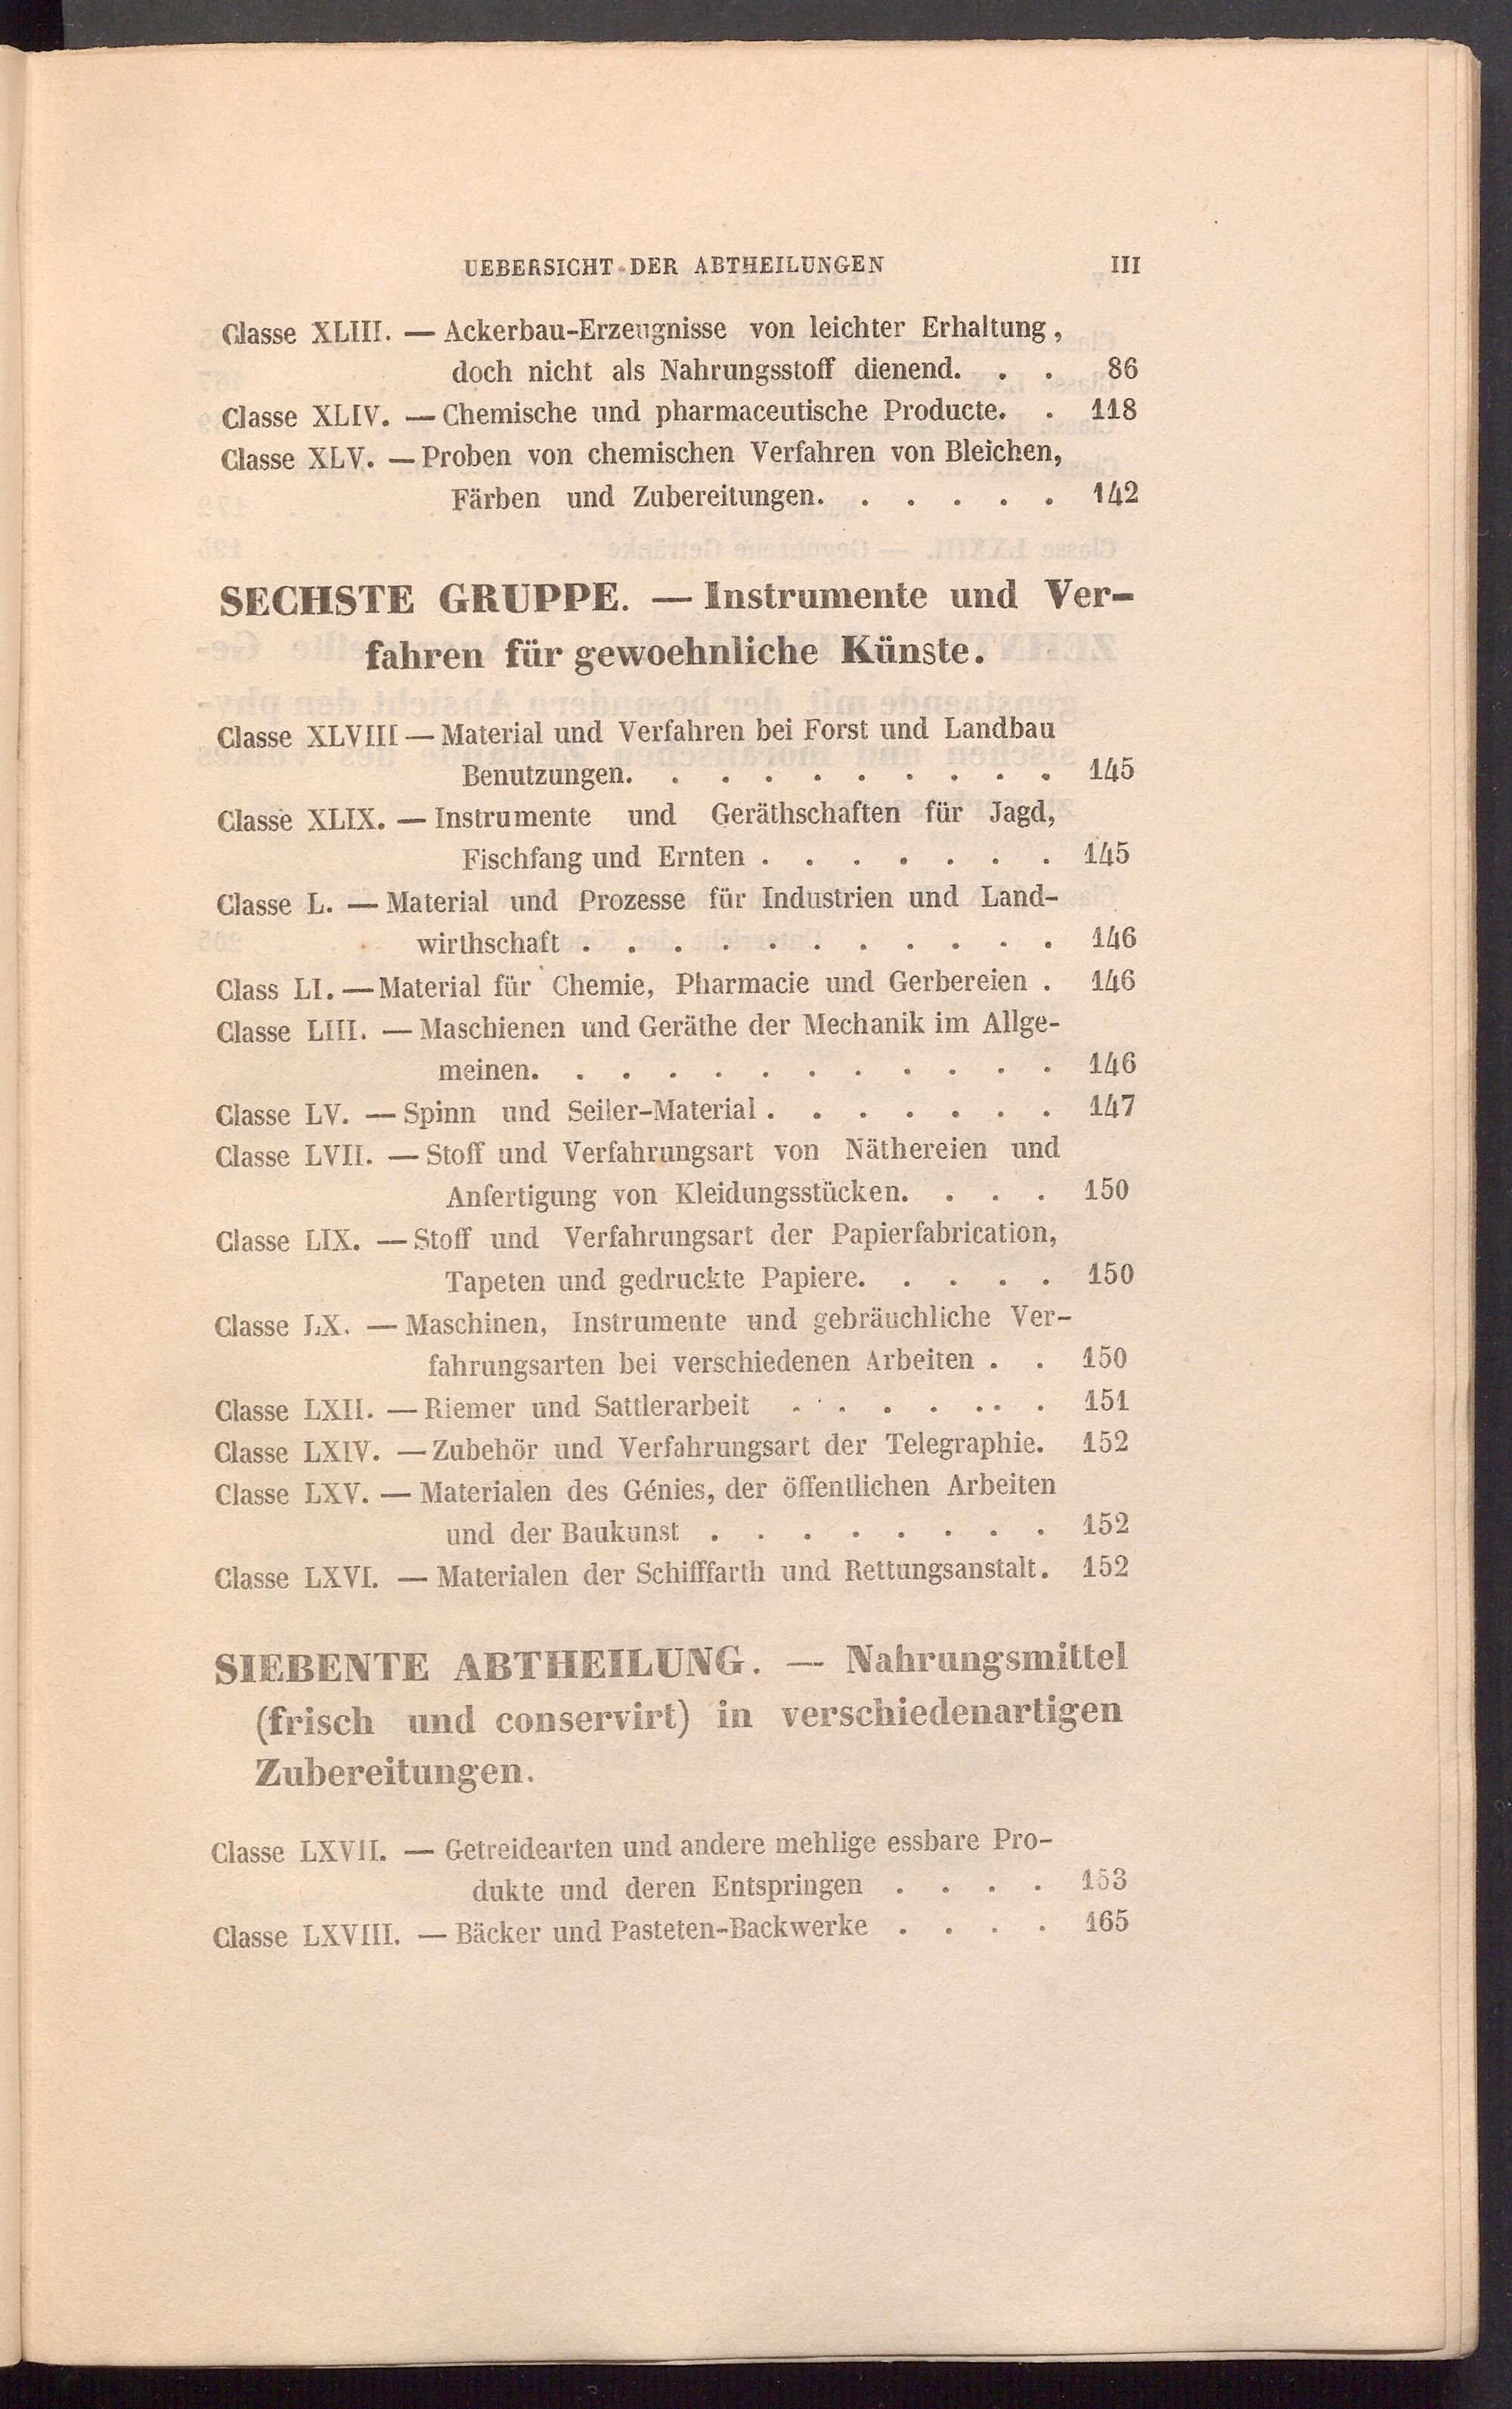 UEBERSICHT DER ABTHEILUNGEN III
Classe XLIII. — Ackerbau-Erzeugnisse von leichter Erhaltung,
doch nicht als Nahrungsstoff dienend. . . 86
Classe XLIV. — Chemische und pharmaceutische Producte. . 118
Classe XLV. — Proben von chemischen Verfahren von Bleichen,
Färben und Zubereitungen. . . . . . 142
SECHSTE GRUPPE. — Instrumente und Ver-
fahren für gewoehnliche Künste.
Classe XLVIII — Material und Verfahren bei Forst und Landbau
Benutzungen. . . . . . . . . . 145
Classe XLIX. — Instrumente und Geräthschaften für Jagd,
Fischfang und Ernten . . . . . . . 145
Classe L. — Material und Prozesse für Industrien und Land-
wirthschaft . . . . . . . . . . . 146
Class LI. — Material für Chemie, Pharmacie und Gerbereien . 146
Classe LIII. — Maschienen und Geräthe der Mechanik im Allge-
meinen. . . . . . . . . . . . 146
Classe LV. — Spinn und Seiler-Material . . . . . . . 147
Classe LVII. — Stoff und Verfahrungsart von Näthereien und
Anfertigung von Kleidungsstücken. . . . 150
Classe LIX. — Stoff und Verfahrungsart der Papierfabrication,
Tapeten und gedruckte Papiere. . . . . 150
Classe LX. — Maschinen, Instrumente und gebräuchliche Ver-
fahrungsarten bei verschiedenen Arbeiten . . 150
Classe LXII. — Riemer und Sattlerarbeit . . . . . . . . 151
Classe LXIV. — Zubehör und Verfahrungsart der Telegraphie. 152
Classe LXV. — Materialen des Génies, der öffentlichen Arbeiten
und der Baukunst . . . . . . . . 152
Classe LXVI. — Materialen der Schifffarth und Rettungsanstalt. 152
SIEBENTE ABTHEILUNG. — Nahrungsmittel
(frisch und conservirt) in verschiedenartigen
Zubereitungen.
Classe LXVII. — Getreidearten und andere mehlige essbare Pro-
dukte und deren Entspringen . . . . 153
Classe LXVIII. — Bäcker und Pasteten-Backwerke . . . . 165